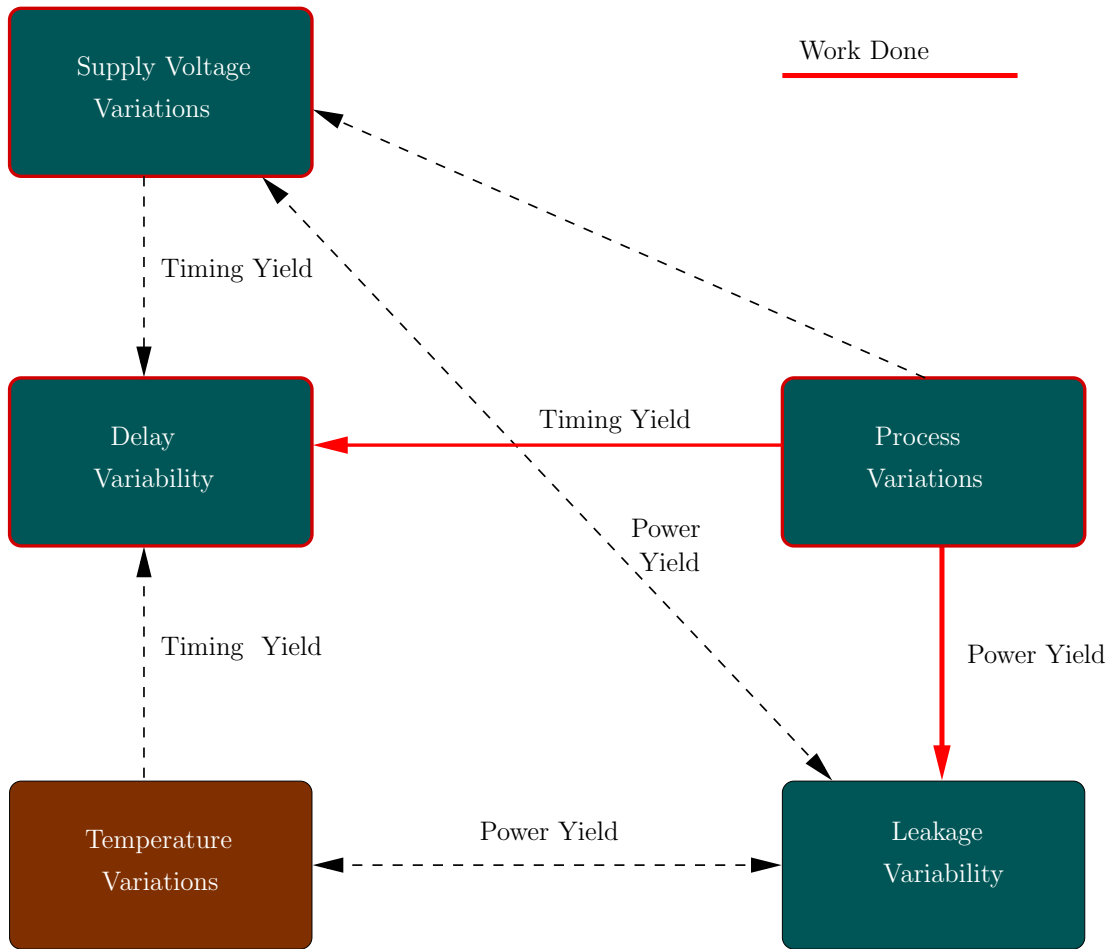 Supply Voltage
Variations
Work Done
Timing Yield
Delay
Variability
Timing Yield
Process
Variations
Power
Yield
Timing  Yield
Power Yield
Temperature
Variations
Power Yield
Leakage
Variability